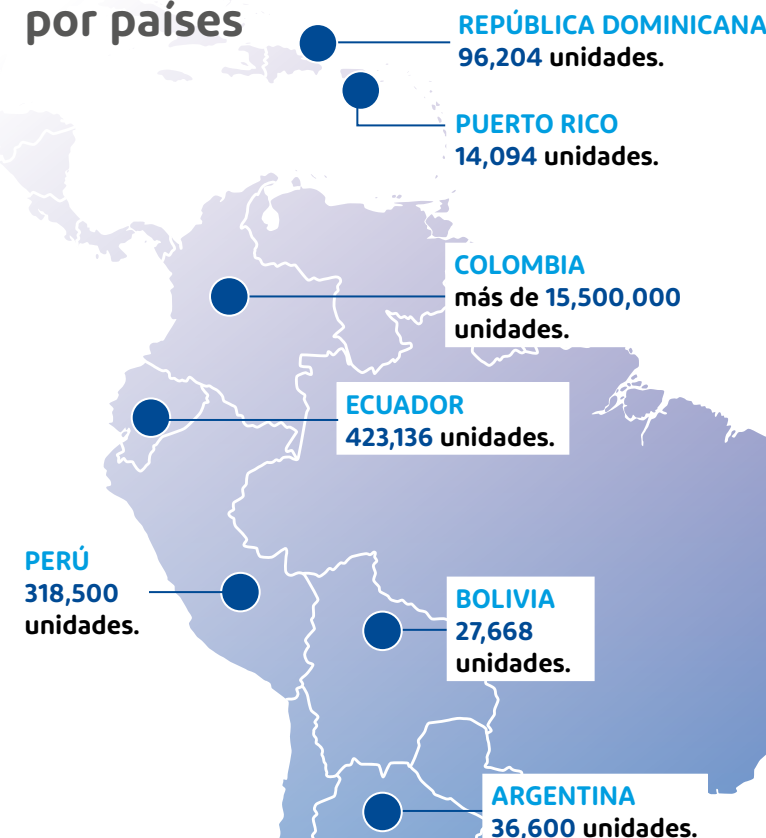 por países
REPÚBLICA DOMINICANA
96,204 unidades.
PUERTO RICO
14,094 unidades.
COLOMBIA
más de 15,500,000
unidades.
ECUADOR
423,136 unidades.
PERÚ
318,500
unidades.
BOLIVIA
27,668
unidades.
ARGENTINA
36,600 unidades.